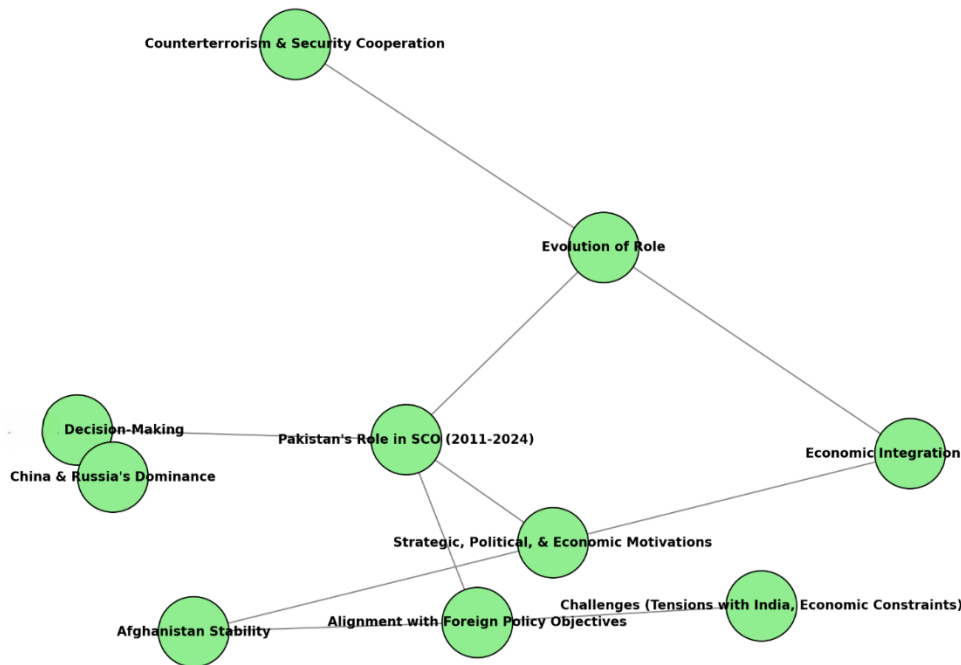 Counterterrorism & Security Cooperation
Evolution of Role
Decision-Making
Pakistan's Role in SCO (2011-2024)
Economic Integration
China & Russia's Dominance
Strategic, Political, & Economic Motivations
Challenges (Tensions with India, Economic Constraints)
Alignment with Foreign Policy Objectives
Afghanistan Stability